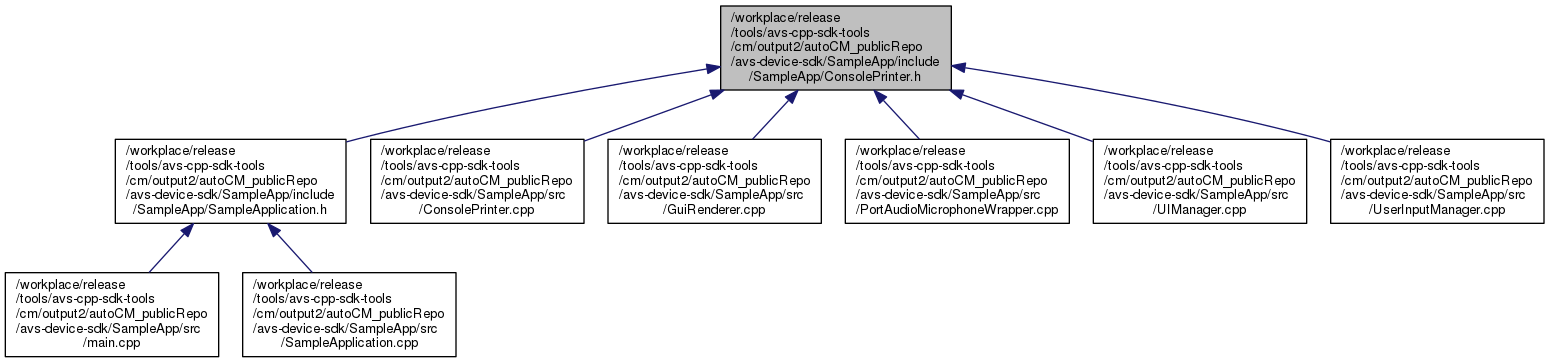 /workplace/release
/tools/avs-cpp-sdk-tools
/cm/output2/autoCM_publicRepo
/avs-device-sdk/SampleApp/include
/SampleApp/ConsolePrinter.h
/workplace/release
/tools/avs-cpp-sdk-tools
/cm/output2/autoCM_publicRepo
/avs-device-sdk/SampleApp/include
/SampleApp/SampleApplication.h
/workplace/release
/tools/avs-cpp-sdk-tools
/cm/output2/autoCM_publicRepo
/avs-device-sdk/SampleApp/src
/ConsolePrinter.cpp
/workplace/release
/tools/avs-cpp-sdk-tools
/cm/output2/autoCM_publicRepo
/avs-device-sdk/SampleApp/src
/GuiRenderer.cpp
/workplace/release
/tools/avs-cpp-sdk-tools
/cm/output2/autoCM_publicRepo
/avs-device-sdk/SampleApp/src
/PortAudioMicrophoneWrapper.cpp
/workplace/release
/tools/avs-cpp-sdk-tools
/cm/output2/autoCM_publicRepo
/avs-device-sdk/SampleApp/src
/UIManager.cpp
/workplace/release
/tools/avs-cpp-sdk-tools
/cm/output2/autoCM_publicRepo
/avs-device-sdk/SampleApp/src
/UserInputManager.cpp
/workplace/release
/tools/avs-cpp-sdk-tools
/cm/output2/autoCM_publicRepo
/avs-device-sdk/SampleApp/src
/main.cpp
/workplace/release
/tools/avs-cpp-sdk-tools
/cm/output2/autoCM_publicRepo
/avs-device-sdk/SampleApp/src
/SampleApplication.cpp